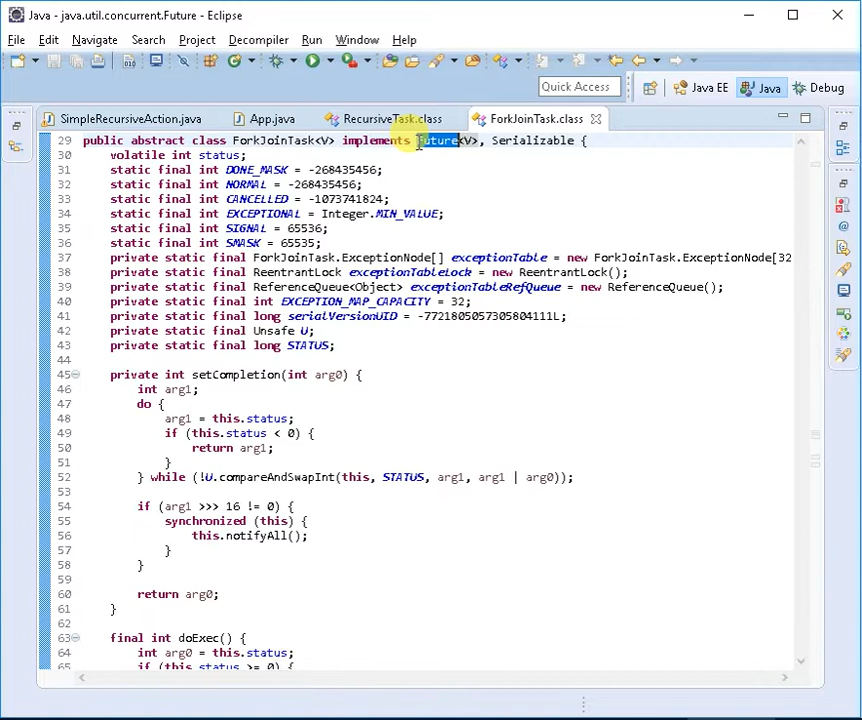 Java - java.util.concurrent.Future - Eclipse
File Edit Navigate Search Project Decompiler Run Window Help
Quick Access Java EE Java Debug
SimpleRecursiveAction.java App.java RecursiveTask.class ForkJoinTask.class
29 public abstract class ForkJoinTask<V> implements Future<V>, Serializable {
30 volatile int status;
31 static final int DONE_MASK = -268435456;
32 static final int NORMAL = -268435456;
33 static final int CANCELLED = -1073741824;
34 static final int EXCEPTIONAL = Integer.MIN_VALUE;
35 static final int SIGNAL = 65536;
36 static final int SMASK = 65535;
37 private static final ForkJoinTask.ExceptionNode[] exceptionTable = new ForkJoinTask.ExceptionNode[32
38 private static final ReentrantLock exceptionTableLock = new ReentrantLock();
39 private static final ReferenceQueue<Object> exceptionTableRefQueue = new ReferenceQueue();
40 private static final int EXCEPTION_MAP_CAPACITY = 32;
41 private static final long serialVersionUID = -7721805057305804111L;
42 private static final Unsafe U;
43 private static final long STATUS;
44
45 private int setCompletion(int arg0) {
46 int arg1;
47 do {
48 arg1 = this.status;
49 if (this.status < 0) {
50 return arg1;
51 }
52 } while (!U.compareAndSwapInt(this, STATUS, arg1, arg1 | arg0));
53
54 if (arg1 >>> 16 != 0) {
55 synchronized (this) {
56 this.notifyAll();
57 }
58 }
59
60 return arg0;
61 }
62
63 final int doExec() {
64 int arg0 = this.status;
65 if (this.status >= 0) {